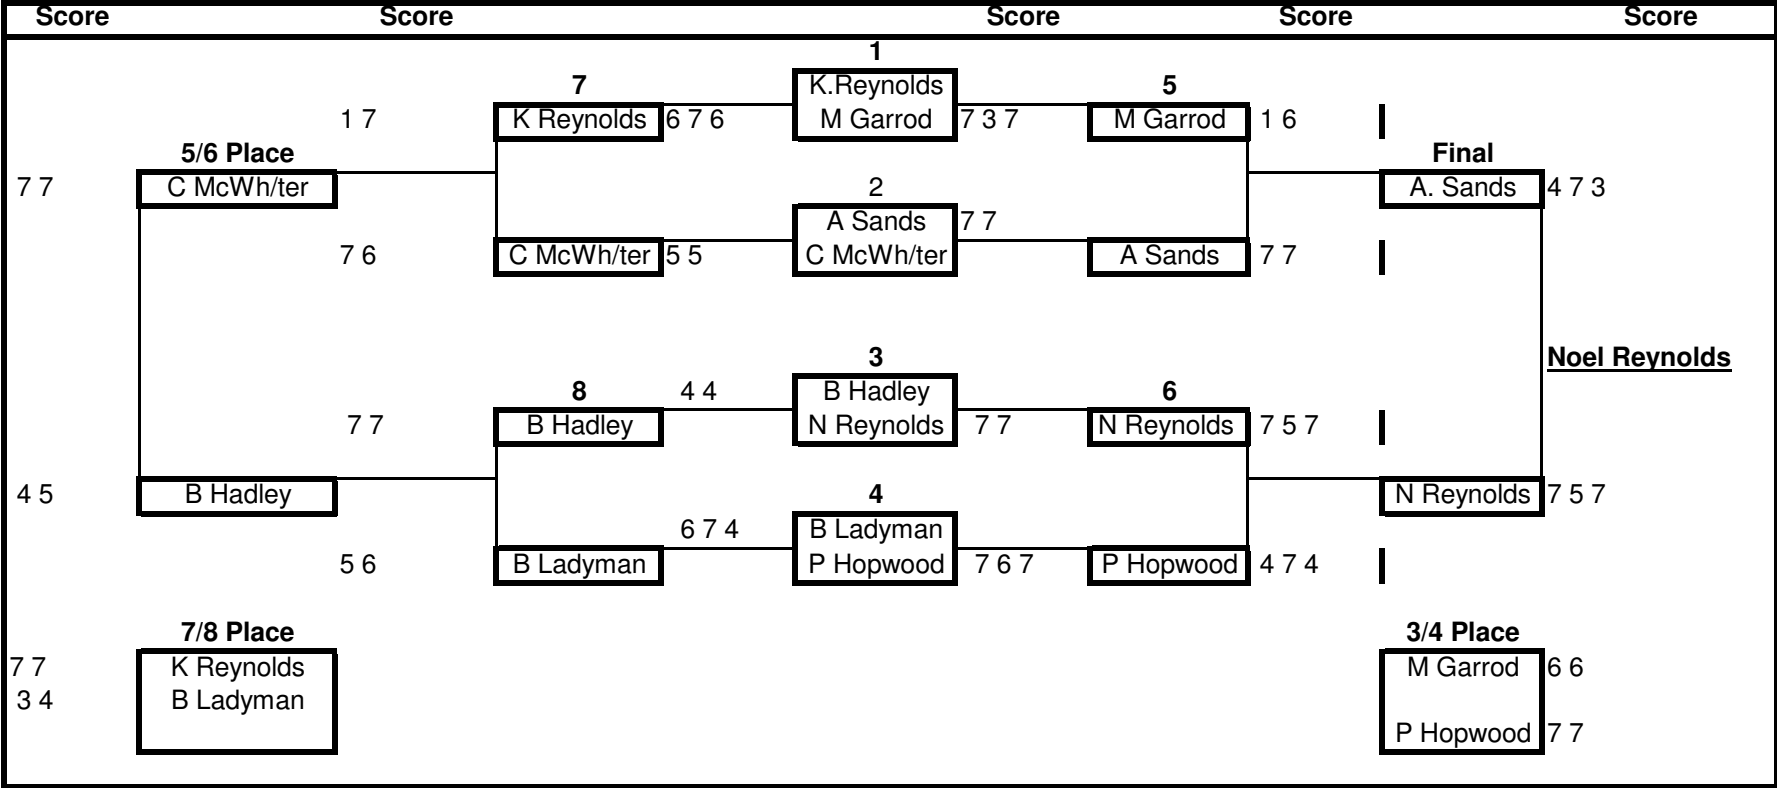 Score Score Score Score Score
1
7 K.Reynolds 5
1 7 K Reynolds 6 7 6 M Garrod 7 3 7 M Garrod 1 6
5/6 Place Final
7 7 C McWh/ter 2 A. Sands 4 7 3
A Sands 7 7
7 6 C McWh/ter 5 5 C McWh/ter A Sands 7 7
3 Noel Reynolds
8 4 4 B Hadley 6
7 7 B Hadley N Reynolds 7 7 N Reynolds 7 5 7
4 5 B Hadley 4 N Reynolds 7 5 7
6 7 4 B Ladyman
5 6 B Ladyman P Hopwood 7 6 7 P Hopwood 4 7 4
7/8 Place 3/4 Place
7 7 K Reynolds M Garrod 6 6
3 4 B Ladyman
P Hopwood 7 7